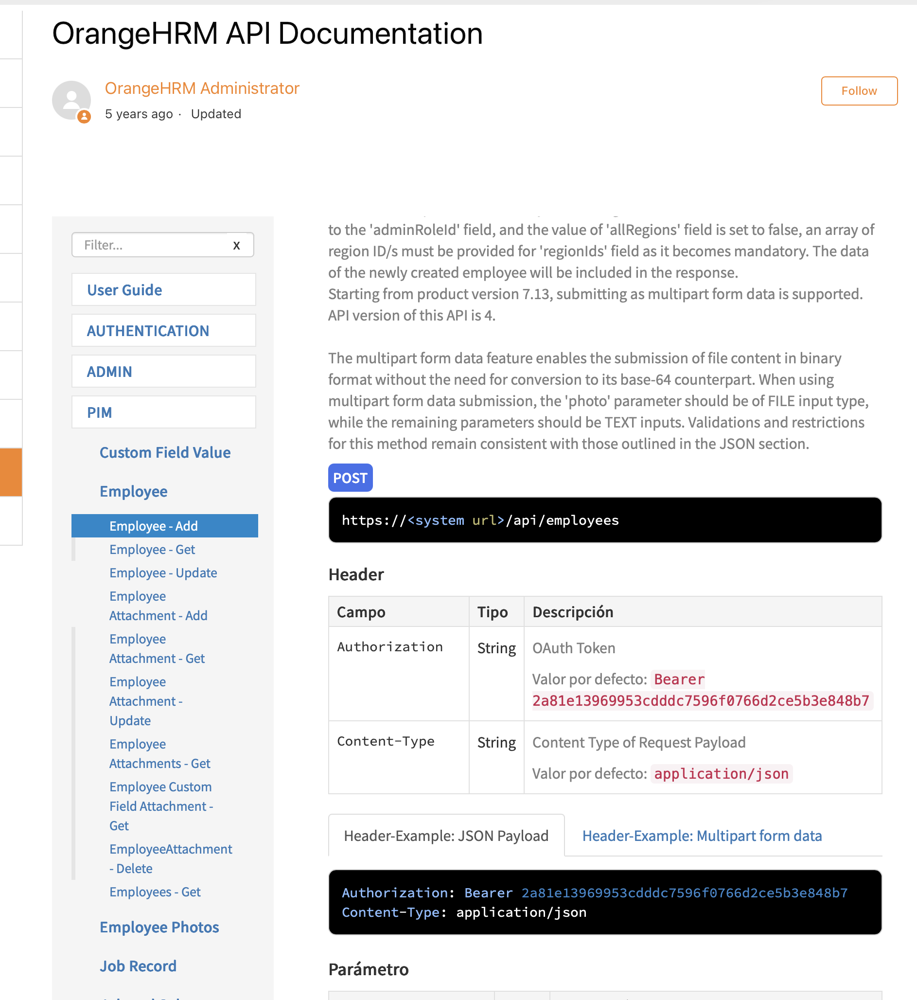 OrangeHRM API Documentation
OrangeHRM Administrator
5 years ago · Updated
Follow
Filter...
x
User Guide
AUTHENTICATION
ADMIN
PIM
Custom Field Value
Employee
Employee - Add
Employee - Get
Employee - Update
Employee
Attachment - Add
Employee
Attachment - Get
Employee
Attachment -
Update
Employee
Attachments - Get
Employee Custom
Field Attachment -
Get
EmployeeAttachment
- Delete
Employees - Get
Employee Photos
Job Record
to the 'adminRoleId' field, and the value of 'allRegions' field is set to false, an array of
region ID/s must be provided for 'regionIds' field as it becomes mandatory. The data
of the newly created employee will be included in the response.
Starting from product version 7.13, submitting as multipart form data is supported.
API version of this API is 4.
The multipart form data feature enables the submission of file content in binary
format without the need for conversion to its base-64 counterpart. When using
multipart form data submission, the 'photo' parameter should be of FILE input type,
while the remaining parameters should be TEXT inputs. Validations and restrictions
for this method remain consistent with those outlined in the JSON section.
POST
https://<system url>/api/employees
Header
Campo Tipo Descripción
Authorization String OAuth Token
Valor por defecto: Bearer
2a81e13969953cdddc7596f0766d2ce5b3e848b7
Content-Type String Content Type of Request Payload
Valor por defecto: application/json
Header-Example: JSON Payload Header-Example: Multipart form data
Authorization: Bearer 2a81e13969953cdddc7596f0766d2ce5b3e848b7
Content-Type: application/json
Parámetro